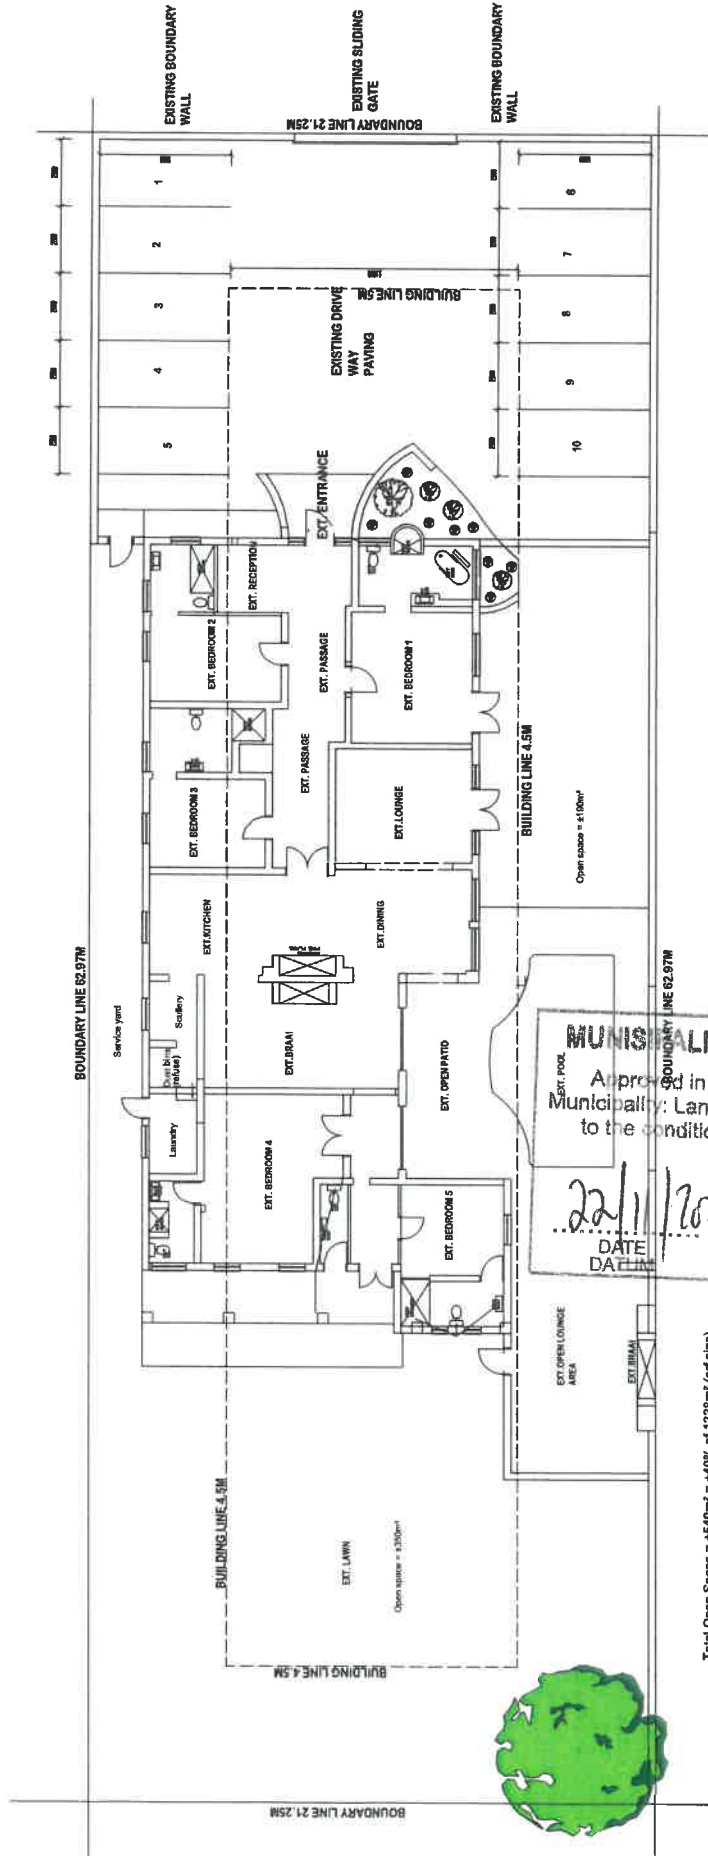 EXISTING BOUNDARY
WALL
EXISTING SLIDING
GATE
EXISTING BOUNDARY
WALL
BOUNDARY LINE 21.25M
1
2
3
4
5
6
7
8
9
10
BUILDING LINE 5M
EXISTING DRIVE
WAY
PAVING
EXT. ENTRANCE
EXT. RECEPTION
EXT. BEDROOM 2
EXT. PASSAGE
EXT. BEDROOM 1
EXT. PASSAGE
EXT. BEDROOM 3
EXT. LOUNGE
BUILDING LINE 4.5M
Open space = ±190m²
EXT. KITCHEN
EXT. DINING
BOUNDARY LINE 62.97M
Service yard
Scullery
(refuse)
EXT. BRAAI
EXT. OPEN PATIO
EXT. POOL
BOUNDARY LINE 62.97M
Laundry
EXT. BEDROOM 4
EXT. BEDROOM 5
MUNICIPALI
Approved in
Municipality: Lan
to the conditio
22/11/20
DATE
DATUM
EXT. OPEN LOUNGE
AREA
EXT. BRAAI
BUILDING LINE 4.5M
EXT. LAWN
Open space = ±350m²
BUILDING LINE 4.5M
BOUNDARY LINE 21.25M